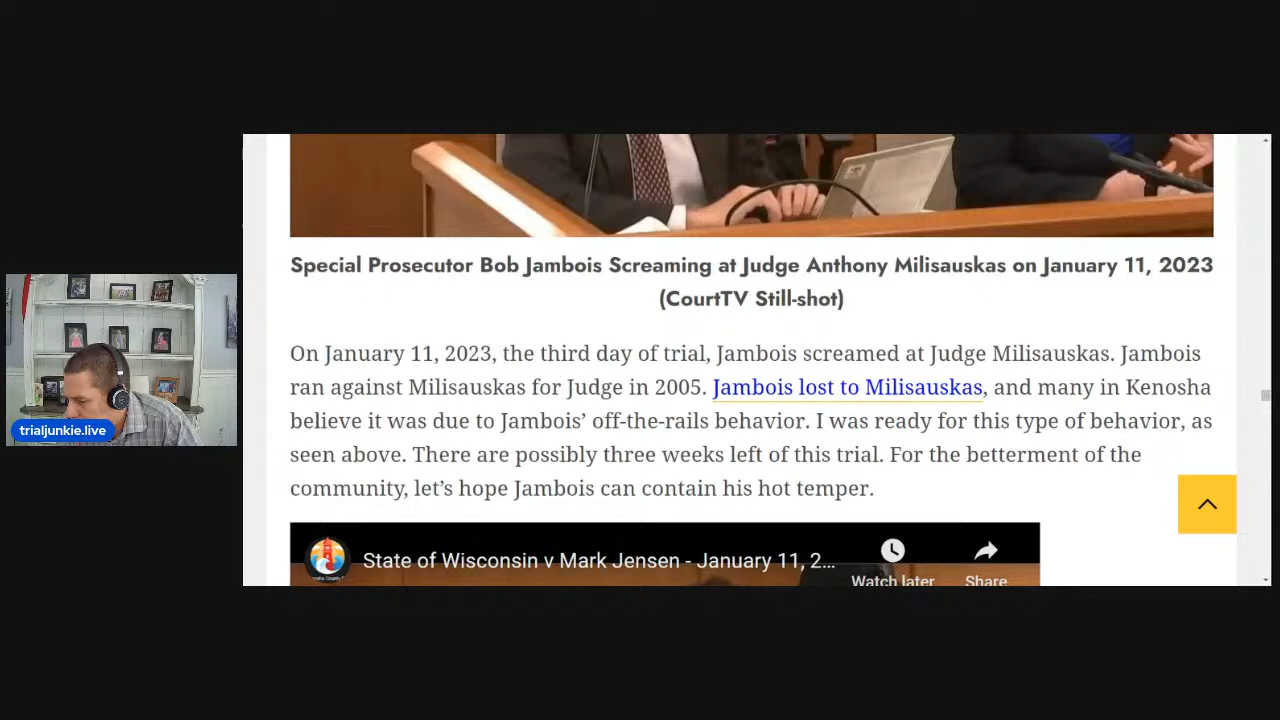 Special Prosecutor Bob Jambois Screaming at Judge Anthony Milisauskas on January 11, 2023
(CourtTV Still-shot)
On January 11, 2023, the third day of trial, Jambois screamed at Judge Milisauskas. Jambois
ran against Milisauskas for Judge in 2005. Jambois lost to Milisauskas, and many in Kenosha
believe it was due to Jambois’ off-the-rails behavior. I was ready for this type of behavior, as
seen above. There are possibly three weeks left of this trial. For the betterment of the
community, let’s hope Jambois can contain his hot temper.
State of Wisconsin v Mark Jensen - January 11, 2...
Watch later
Share
trialjunkie.live